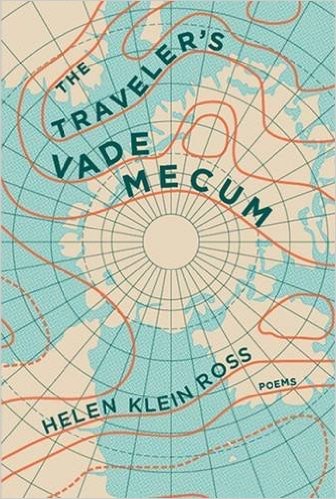 THE
TRAVELER'S
VADE
MECUM
HELEN KLEIN ROSS
POEMS